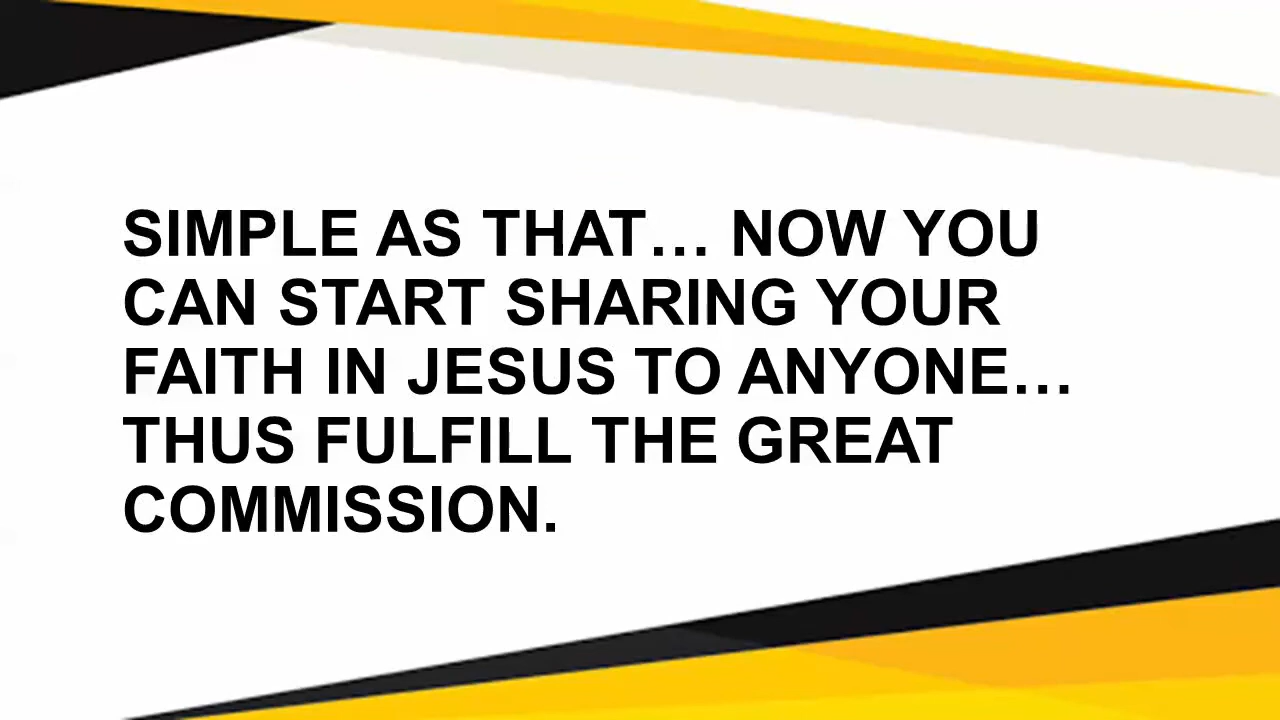 SIMPLE AS THAT… NOW YOU
CAN START SHARING YOUR
FAITH IN JESUS TO ANYONE…
THUS FULFILL THE GREAT
COMMISSION.